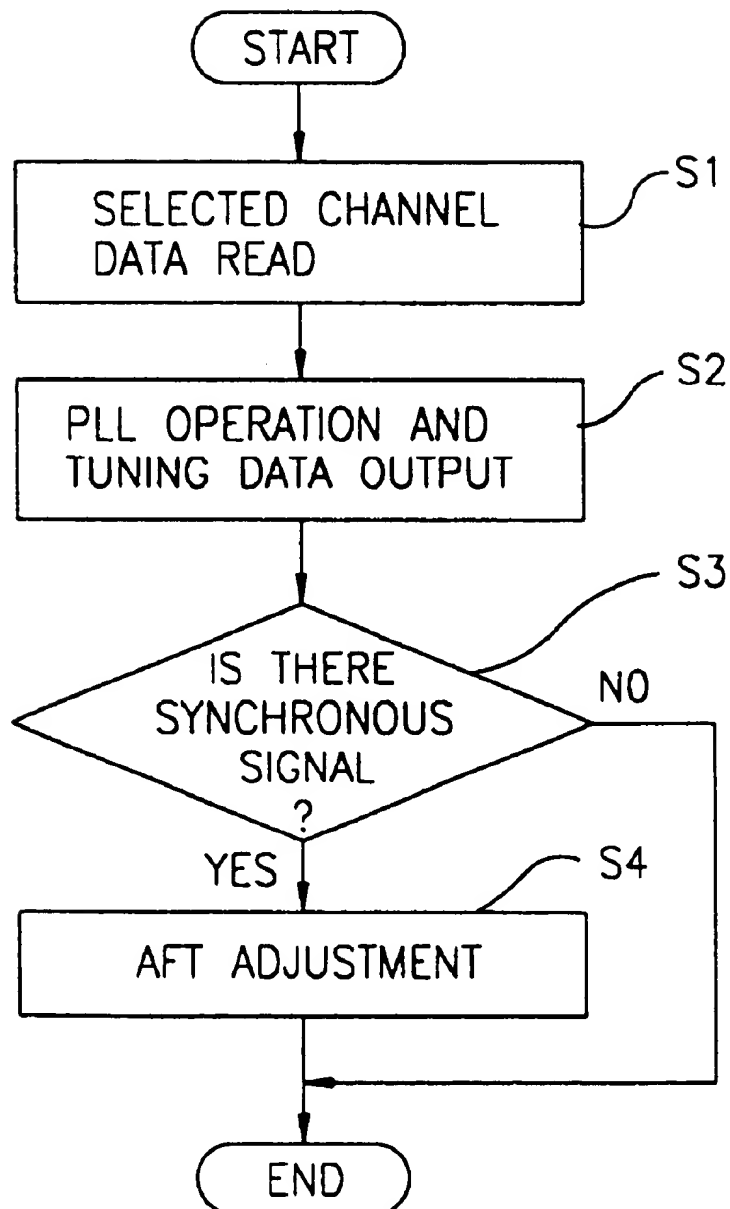 START
S1
SELECTED CHANNEL
DATA READ
S2
PLL OPERATION AND
TUNING DATA OUTPUT
S3
IS THERE
SYNCHRONOUS
SIGNAL
?
NO
YES
S4
AFT ADJUSTMENT
END